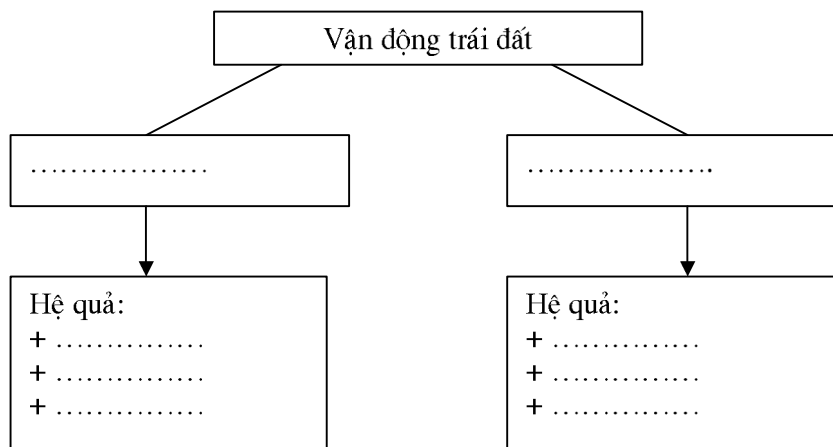 Vận động trái đất
………………
……………….
Hệ quả:
+ ……………
+ ……………
+ ……………
Hệ quả:
+ ……………
+ ……………
+ ……………